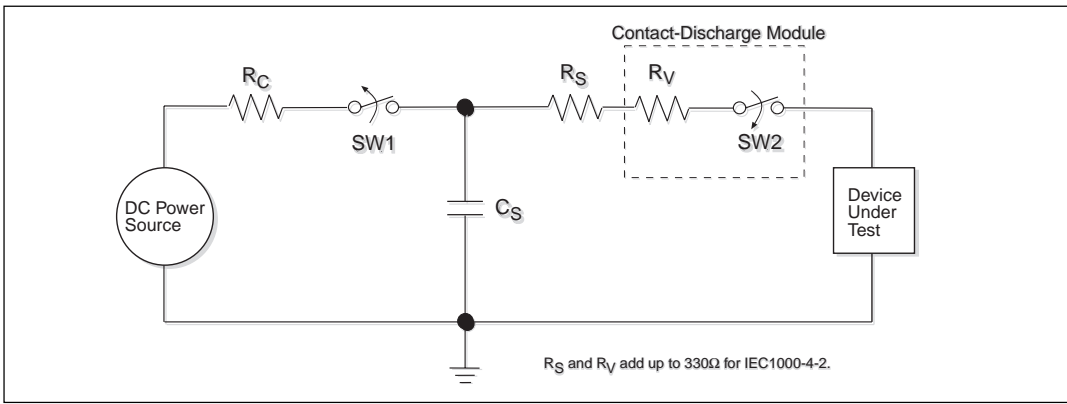 Contact-Discharge Module
RC
RS
RV
SW1
SW2
DC Power
Source
CS
Device
Under
Test
RS and RV add up to 330Ω for IEC1000-4-2.